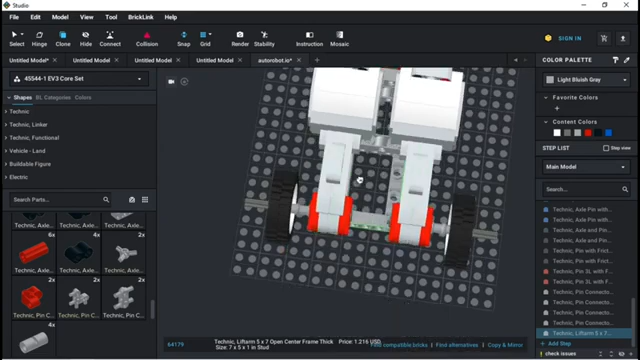 Studio
File Edit Model View Tool BrickLink Help
Select Hinge Clone Hide Connect Collision Snap Grid Render Stability Instruction Mosaic SIGN IN
Untitled Model* Untitled Model Untitled Model Untitled Model autorobot.io* COLOR PALETTE
45544-1 EV3 Core Set
Light Bluish Gray
Shapes BL Categories Colors
Favorite Colors
Technic
Technic, Linker
Content Colors
Technic, Functional
Vehicle - Land
STEP LIST Step view
Buildable Figure
Main Model
Electric
Search...
Search Parts...
Technic, Axle Technic, Axle Technic, Axle
Technic, Axle Pin with...
Technic, Axle Pin with...
Technic, Axle and Pin...
Technic, Axle and Pin...
Technic, Pin with Frict...
6x 4x 2x
Technic, Axle Technic, Axle Technic, Axle
Technic, Pin with Frict...
Technic, Pin 3L with F...
Technic, Pin 3L with F...
2x 2x 2x
Technic, Pin C Technic, Pin C Technic, Pin C
Technic, Pin Connecto...
Technic, Pin Connecto...
Technic, Pin Connecto...
Technic, Pin Connecto...
4x
Technic, Liftarm 5 x 7...
64179 Technic, Liftarm 5 x 7 Open Center Frame Thick Price: 1.216 USD
Size: 7 x 5 x 1 in Stud Find compatible bricks Find alternatives Copy & Mirror
Add Step
check issues